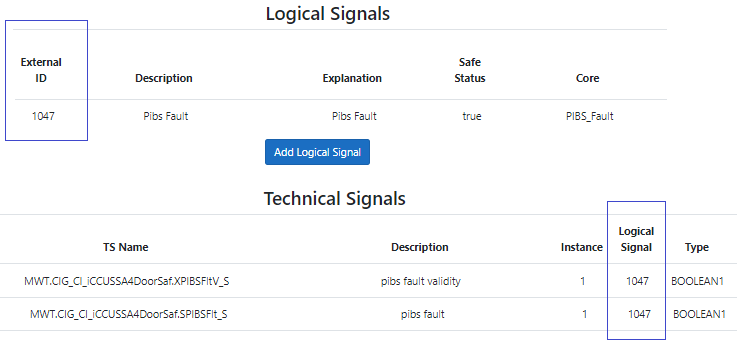 Logical Signals
External ID Description Explanation Safe Status Core
1047 Pibs Fault Pibs Fault true PIBS_Fault
Add Logical Signal
Technical Signals
TS Name Description Instance Logical Signal Type
MWT.CIG_CI_iCCUSSA4DoorSaf.XPIBSFltV_S pibs fault validity 1 1047 BOOLEAN1
MWT.CIG_CI_iCCUSSA4DoorSaf.SPIBSFlt_S pibs fault 1 1047 BOOLEAN1